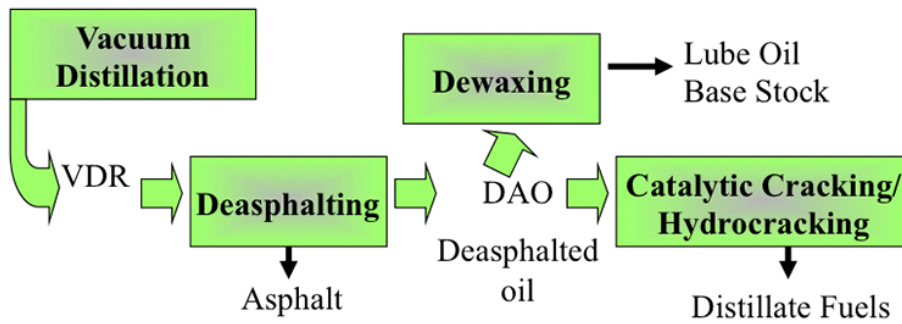 Vacuum
Distillation
Dewaxing
Lube Oil
Base Stock
VDR
Deasphalting
DAO
Deasphalted
oil
Catalytic Cracking/
Hydrocracking
Asphalt
Distillate Fuels